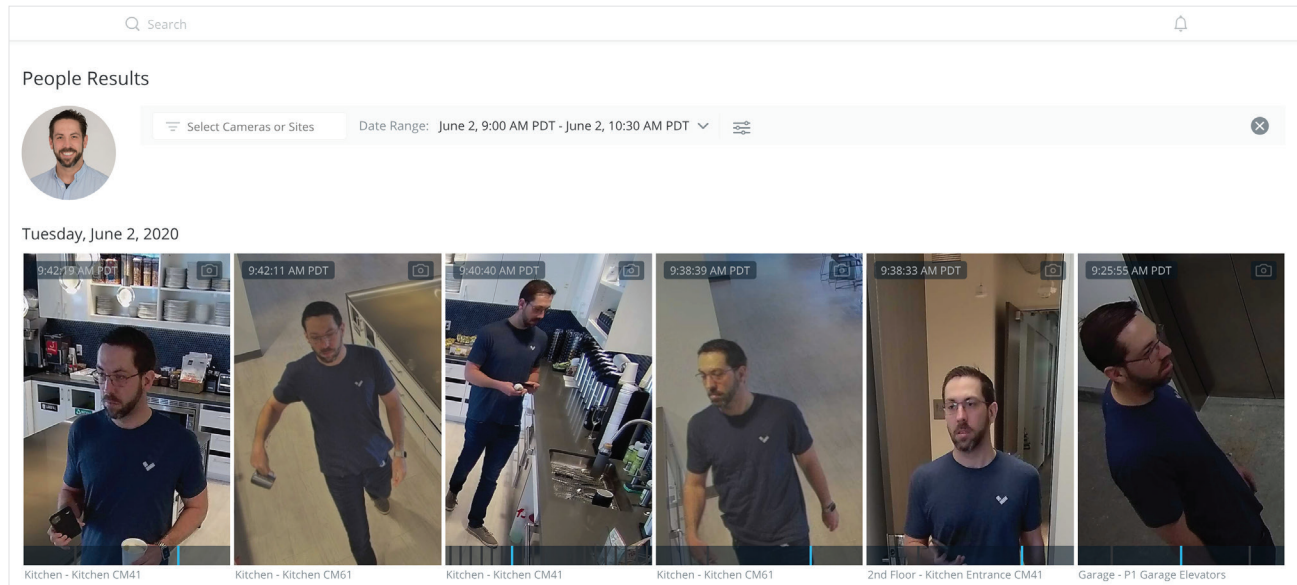 Search
People Results
Select Cameras or Sites
Date Range: June 2, 9:00 AM PDT - June 2, 10:30 AM PDT
Tuesday, June 2, 2020
9:42:19 AM PDT
9:42:11 AM PDT
9:40:40 AM PDT
9:38:39 AM PDT
9:38:33 AM PDT
9:25:55 AM PDT
Kitchen - Kitchen CM41
Kitchen - Kitchen CM61
Kitchen - Kitchen CM41
Kitchen - Kitchen CM61
2nd Floor - Kitchen Entrance CM41
Garage - P1 Garage Elevators